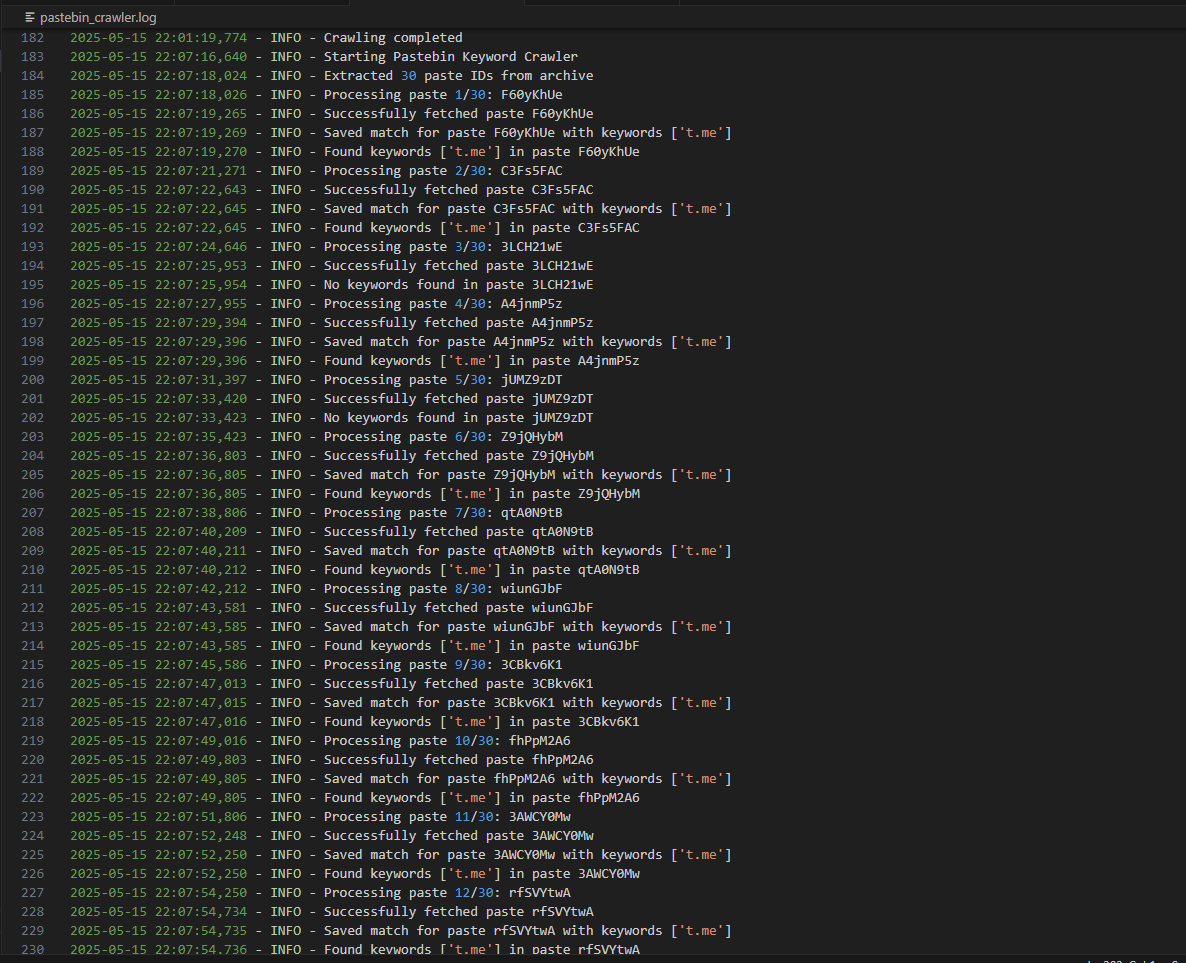 pastebin_crawler.log
182 2025-05-15 22:01:19,774 - INFO - Crawling completed
183 2025-05-15 22:07:16,640 - INFO - Starting Pastebin Keyword Crawler
184 2025-05-15 22:07:18,024 - INFO - Extracted 30 paste IDs from archive
185 2025-05-15 22:07:18,026 - INFO - Processing paste 1/30: F60yKhUe
186 2025-05-15 22:07:19,265 - INFO - Successfully fetched paste F60yKhUe
187 2025-05-15 22:07:19,269 - INFO - Saved match for paste F60yKhUe with keywords ['t.me']
188 2025-05-15 22:07:19,270 - INFO - Found keywords ['t.me'] in paste F60yKhUe
189 2025-05-15 22:07:21,271 - INFO - Processing paste 2/30: C3Fs5FAC
190 2025-05-15 22:07:22,643 - INFO - Successfully fetched paste C3Fs5FAC
191 2025-05-15 22:07:22,645 - INFO - Saved match for paste C3Fs5FAC with keywords ['t.me']
192 2025-05-15 22:07:22,645 - INFO - Found keywords ['t.me'] in paste C3Fs5FAC
193 2025-05-15 22:07:24,646 - INFO - Processing paste 3/30: 3LCH21wE
194 2025-05-15 22:07:25,953 - INFO - Successfully fetched paste 3LCH21wE
195 2025-05-15 22:07:25,954 - INFO - No keywords found in paste 3LCH21wE
196 2025-05-15 22:07:27,955 - INFO - Processing paste 4/30: A4jnmP5z
197 2025-05-15 22:07:29,394 - INFO - Successfully fetched paste A4jnmP5z
198 2025-05-15 22:07:29,396 - INFO - Saved match for paste A4jnmP5z with keywords ['t.me']
199 2025-05-15 22:07:29,396 - INFO - Found keywords ['t.me'] in paste A4jnmP5z
200 2025-05-15 22:07:31,397 - INFO - Processing paste 5/30: jUMZ9zDT
201 2025-05-15 22:07:33,420 - INFO - Successfully fetched paste jUMZ9zDT
202 2025-05-15 22:07:33,423 - INFO - No keywords found in paste jUMZ9zDT
203 2025-05-15 22:07:35,423 - INFO - Processing paste 6/30: Z9jQHybM
204 2025-05-15 22:07:36,803 - INFO - Successfully fetched paste Z9jQHybM
205 2025-05-15 22:07:36,805 - INFO - Saved match for paste Z9jQHybM with keywords ['t.me']
206 2025-05-15 22:07:36,805 - INFO - Found keywords ['t.me'] in paste Z9jQHybM
207 2025-05-15 22:07:38,806 - INFO - Processing paste 7/30: qtA0N9tB
208 2025-05-15 22:07:40,209 - INFO - Successfully fetched paste qtA0N9tB
209 2025-05-15 22:07:40,211 - INFO - Saved match for paste qtA0N9tB with keywords ['t.me']
210 2025-05-15 22:07:40,212 - INFO - Found keywords ['t.me'] in paste qtA0N9tB
211 2025-05-15 22:07:42,212 - INFO - Processing paste 8/30: wiunGJbF
212 2025-05-15 22:07:43,581 - INFO - Successfully fetched paste wiunGJbF
213 2025-05-15 22:07:43,585 - INFO - Saved match for paste wiunGJbF with keywords ['t.me']
214 2025-05-15 22:07:43,585 - INFO - Found keywords ['t.me'] in paste wiunGJbF
215 2025-05-15 22:07:45,586 - INFO - Processing paste 9/30: 3CBkv6K1
216 2025-05-15 22:07:47,013 - INFO - Successfully fetched paste 3CBkv6K1
217 2025-05-15 22:07:47,015 - INFO - Saved match for paste 3CBkv6K1 with keywords ['t.me']
218 2025-05-15 22:07:47,016 - INFO - Found keywords ['t.me'] in paste 3CBkv6K1
219 2025-05-15 22:07:49,016 - INFO - Processing paste 10/30: fhPpM2A6
220 2025-05-15 22:07:49,803 - INFO - Successfully fetched paste fhPpM2A6
221 2025-05-15 22:07:49,805 - INFO - Saved match for paste fhPpM2A6 with keywords ['t.me']
222 2025-05-15 22:07:49,805 - INFO - Found keywords ['t.me'] in paste fhPpM2A6
223 2025-05-15 22:07:51,806 - INFO - Processing paste 11/30: 3AWCY0Mw
224 2025-05-15 22:07:52,248 - INFO - Successfully fetched paste 3AWCY0Mw
225 2025-05-15 22:07:52,250 - INFO - Saved match for paste 3AWCY0Mw with keywords ['t.me']
226 2025-05-15 22:07:52,250 - INFO - Found keywords ['t.me'] in paste 3AWCY0Mw
227 2025-05-15 22:07:54,250 - INFO - Processing paste 12/30: rfSVYtwA
228 2025-05-15 22:07:54,734 - INFO - Successfully fetched paste rfSVYtwA
229 2025-05-15 22:07:54,735 - INFO - Saved match for paste rfSVYtwA with keywords ['t.me']
230 2025-05-15 22:07:54,736 - INFO - Found keywords ['t.me'] in paste rfSVYtwA